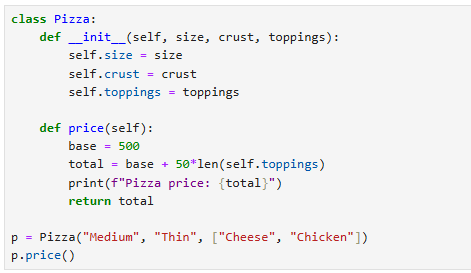 class Pizza:
    def __init__(self, size, crust, toppings):
        self.size = size
        self.crust = crust
        self.toppings = toppings

    def price(self):
        base = 500
        total = base + 50*len(self.toppings)
        print(f"Pizza price: {total}")
        return total

p = Pizza("Medium", "Thin", ["Cheese", "Chicken"])
p.price()